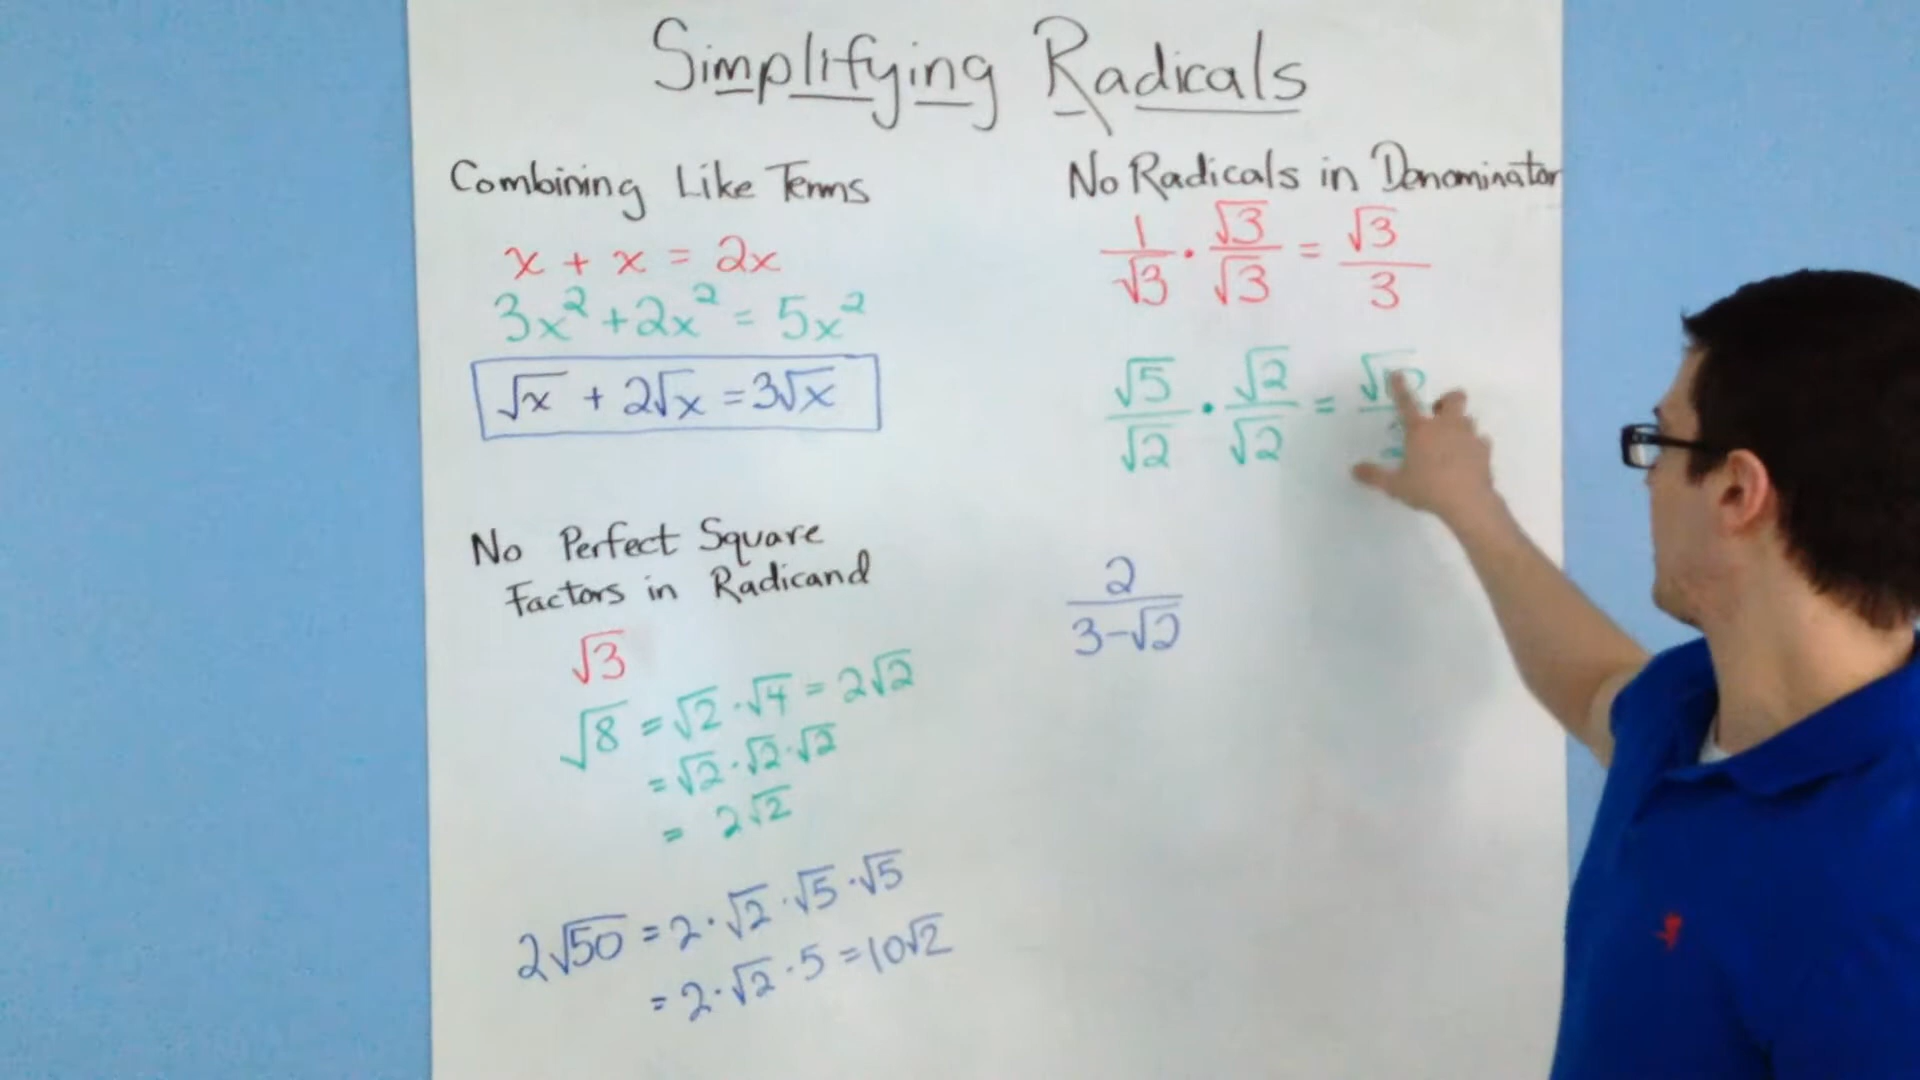 Simplifying Radicals
Combining Like Terms
x + x = 2x
3x² + 2x² = 5x²
√x + 2√x = 3√x
No Perfect Square
Factors in Radicand
√3
√8 = √2 · √4 = 2√2
= √2 · √2 · √2
= 2√2
2√50 = 2 · √2 · √5 · √5
= 2 · √2 · 5 = 10√2
No Radicals in Denominator
1/√3 · √3/√3 = √3/3
√5/√2 · √2/√2 = √10/2
2/(3-√2)